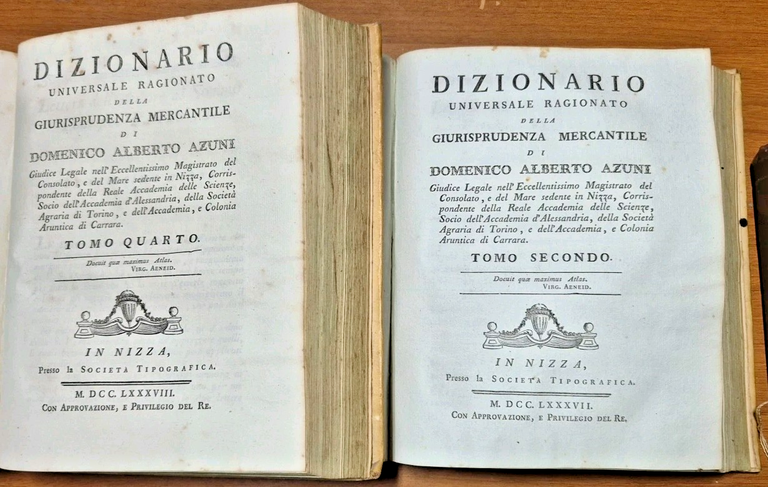 DIZIONARIO
UNIVERSALE RAGIONATO
DELLA
GIURISPRUDENZA MERCANTILE
DI
DOMENICO ALBERTO AZUNI
Giudice Legale nell'Eccellentissimo Magistrato del
Consolato, e del Mare sedente in Nizza, Corris-
pondente della Reale Accademia delle Scienze,
Socio dell'Accademia d'Alessandria, della Società
Agraria di Torino, e dell'Accademia, e Colonia
Aruntica di Carrara.
TOMO QUARTO.
Docuit quæ maximus Atlas.
VIRG. AENEID.
IN NIZZA,
Presso la SOCIETÀ TIPOGRAFICA.
M. DCC. LXXXVIII.
CON APPROVAZIONE, E PRIVILEGIO DEL RE.
DIZIONARIO
UNIVERSALE RAGIONATO
DELLA
GIURISPRUDENZA MERCANTILE
DI
DOMENICO ALBERTO AZUNI
Giudice Legale nell'Eccellentissimo Magistrato del
Consolato, e del Mare sedente in Nizza, Corris-
pondente della Reale Accademia delle Scienze,
Socio dell'Accademia d'Alessandria, della Società
Agraria di Torino, e dell'Accademia, e Colonia
Aruntica di Carrara.
TOMO SECONDO.
Docuit quæ maximus Atlas.
VIRG. AENEID.
IN NIZZA,
Presso la SOCIETÀ TIPOGRAFICA.
M. DCC. LXXXVII.
CON APPROVAZIONE, E PRIVILEGIO DEL RE.